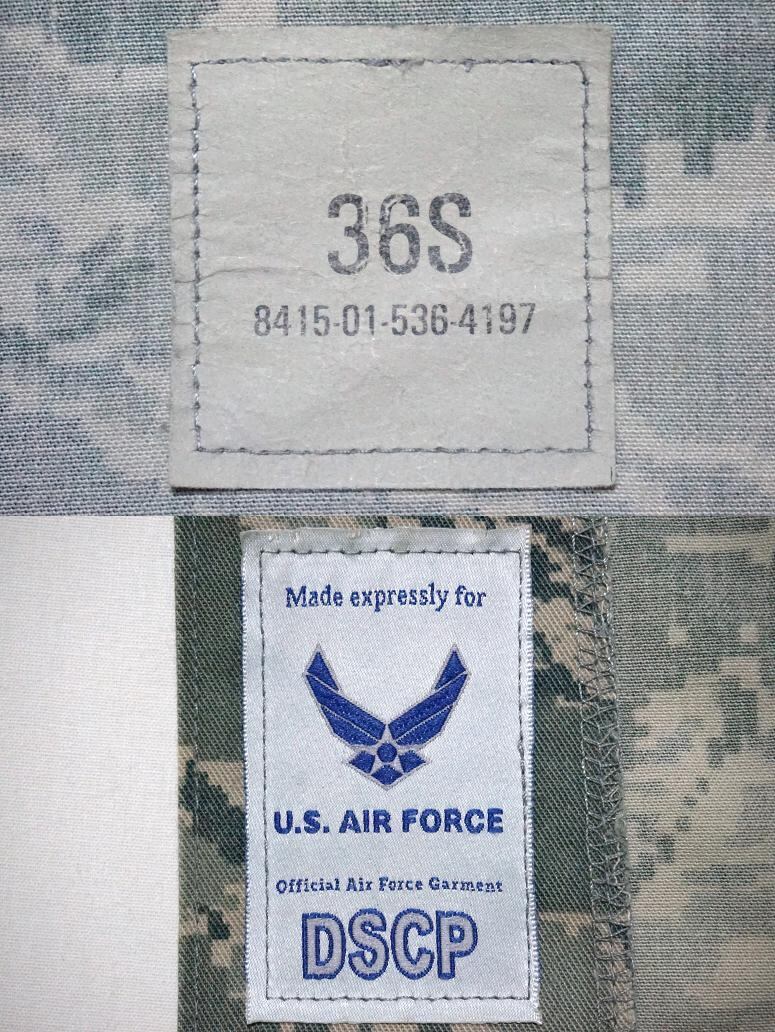 36S
8415-01-536-4197
Made expressly for
U.S. AIR FORCE
Official Air Force Garment
DSCP